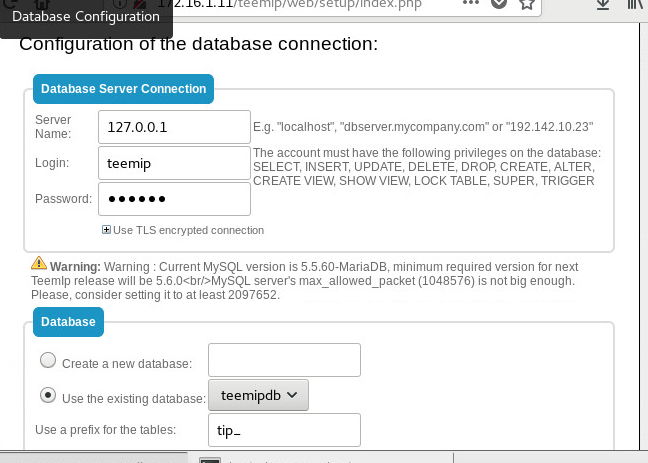 Database Configuration
172.16.1.11/teemip/web/setup/index.php
Configuration of the database connection:
Database Server Connection
Server Name: 127.0.0.1 E.g. "localhost", "dbserver.mycompany.com" or "192.142.10.23"
Login: teemip
The account must have the following privileges on the database:
SELECT, INSERT, UPDATE, DELETE, DROP, CREATE, ALTER,
CREATE VIEW, SHOW VIEW, LOCK TABLE, SUPER, TRIGGER
Password: ●●●●●●
Use TLS encrypted connection
Warning: Warning : Current MySQL version is 5.5.60-MariaDB, minimum required version for next
TeemIp release will be 5.6.0<br/>MySQL server's max_allowed_packet (1048576) is not big enough.
Please, consider setting it to at least 2097652.
Database
Create a new database:
Use the existing database: teemipdb
Use a prefix for the tables: tip_